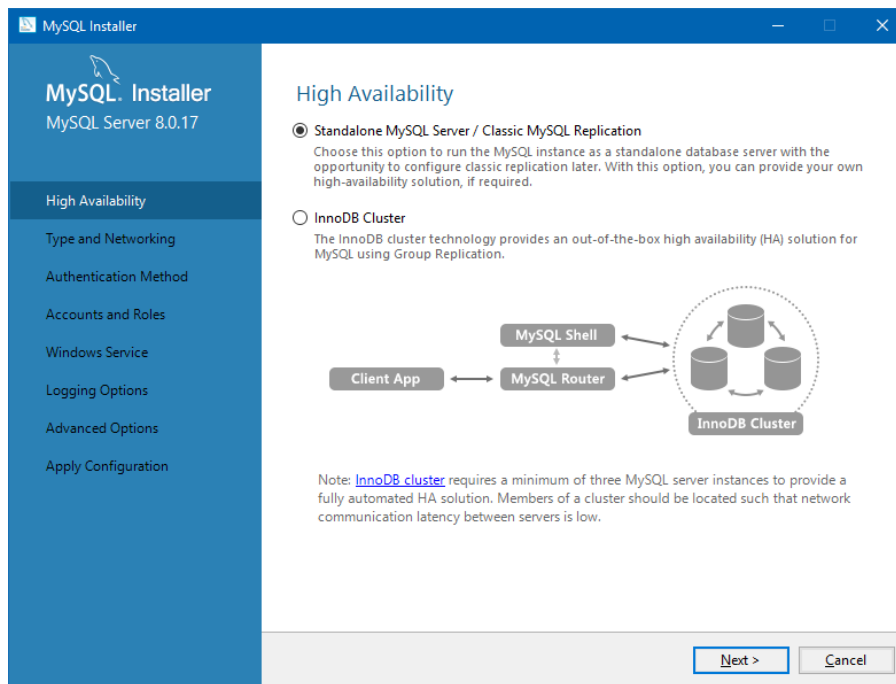 MySQL Installer
MySQL. Installer
MySQL Server 8.0.17
High Availability
Type and Networking
Authentication Method
Accounts and Roles
Windows Service
Logging Options
Advanced Options
Apply Configuration
High Availability
Standalone MySQL Server / Classic MySQL Replication
Choose this option to run the MySQL instance as a standalone database server with the
opportunity to configure classic replication later. With this option, you can provide your own
high-availability solution, if required.
InnoDB Cluster
The InnoDB cluster technology provides an out-of-the-box high availability (HA) solution for
MySQL using Group Replication.
MySQL Shell
Client App
MySQL Router
InnoDB Cluster
Note: InnoDB cluster requires a minimum of three MySQL server instances to provide a
fully automated HA solution. Members of a cluster should be located such that network
communication latency between servers is low.
Next >
Cancel